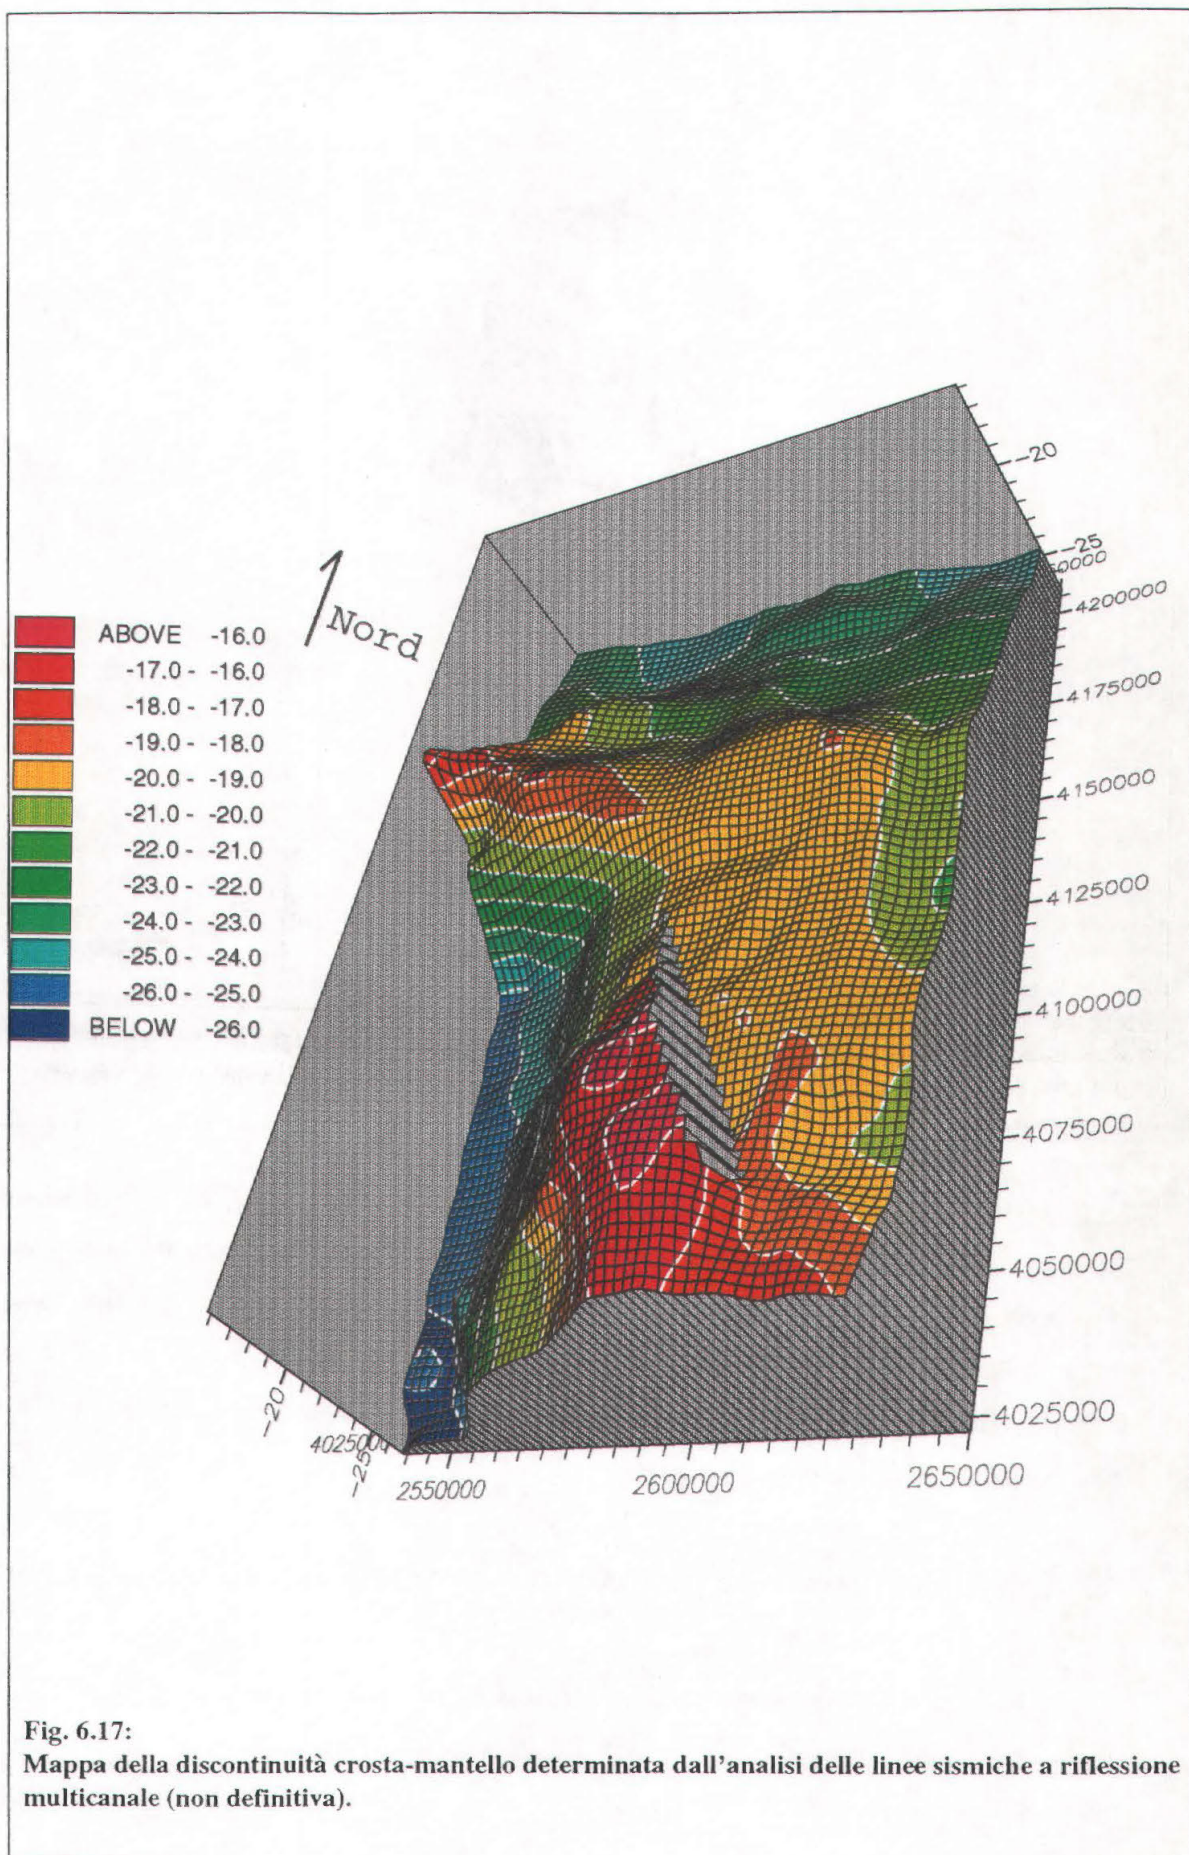 -20
-25
4200000
4175000
4150000
4125000
4100000
4075000
4050000
4025000
Nord
ABOVE -16.0
-17.0 - -16.0
-18.0 - -17.0
-19.0 - -18.0
-20.0 - -19.0
-21.0 - -20.0
-22.0 - -21.0
-23.0 - -22.0
-24.0 - -23.0
-25.0 - -24.0
-26.0 - -25.0
BELOW -26.0
-20
-25
2550000
2600000
2650000
Fig. 6.17:
Mappa della discontinuità crosta-mantello determinata dall'analisi delle linee sismiche a riflessione
multicanale (non definitiva).